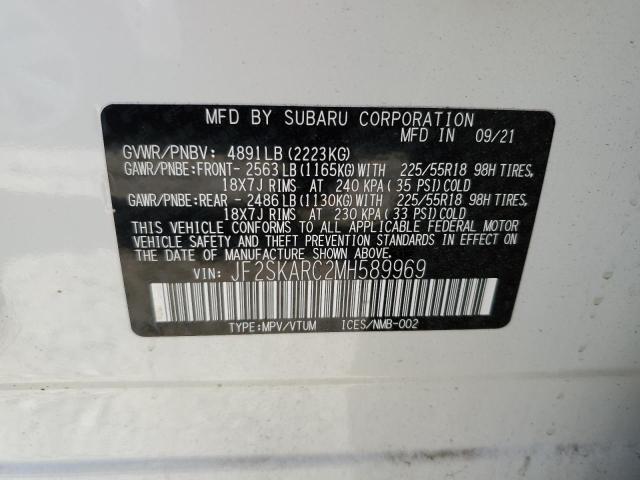 MFD BY SUBARU CORPORATION
MFD IN 09/21
GVWR/PNBV: 4891LB (2223KG)
GAWR/PNBE:FRONT- 2563LB(1165KG)WITH 225/55R18 98H TIRES,
18X7J RIMS AT 240 KPA (35 PSI)COLD
GAWR/PNBE:REAR - 2486LB(1130KG)WITH 225/55R18 98H TIRES,
18X7J RIMS AT 230 KPA (33 PSI)COLD
THIS VEHICLE CONFORMS TO ALL APPLICABLE FEDERAL MOTOR
VEHICLE SAFETY AND THEFT PREVENTION STANDARDS IN EFFECT ON
THE DATE OF MANUFACTURE SHOWN ABOVE.
VIN: JF2SKARC2MH589969
TYPE:MPV/VTUM ICES/NMB-002